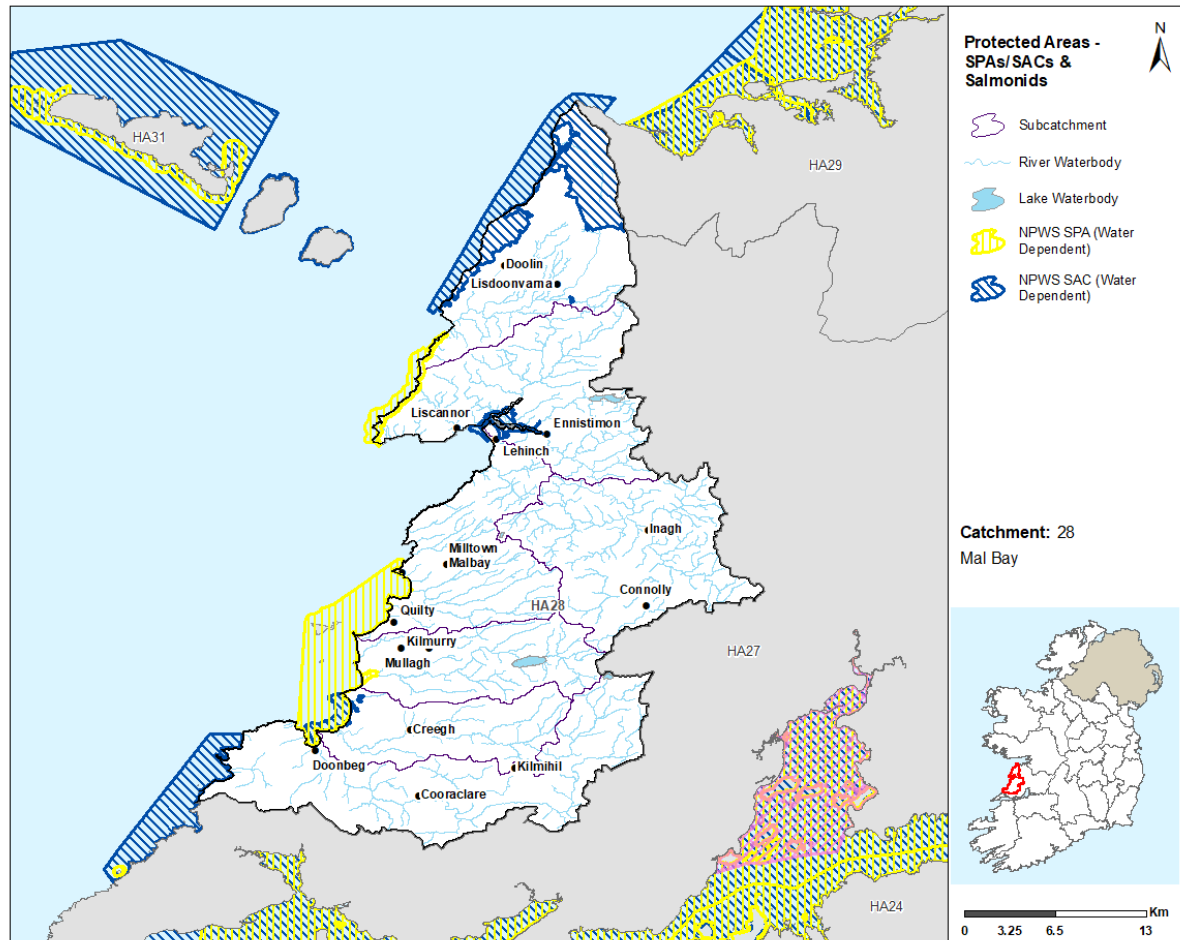 Protected Areas -
SPAs/SACs &
Salmonids
N
Subcatchment
River Waterbody
Lake Waterbody
NPWS SPA (Water
Dependent)
NPWS SAC (Water
Dependent)
Catchment: 28
Mal Bay
Km
0 3.25 6.5 13
HA31
HA29
Doolin
Lisdoonvarna
Liscannor
Ennistimon
Lehinch
Inagh
Milltown
Malbay
Connolly
HA28
Quilty
Kilmurry
HA27
Mullagh
Creegh
Doonbeg
Kilmihil
Cooraclare
HA24